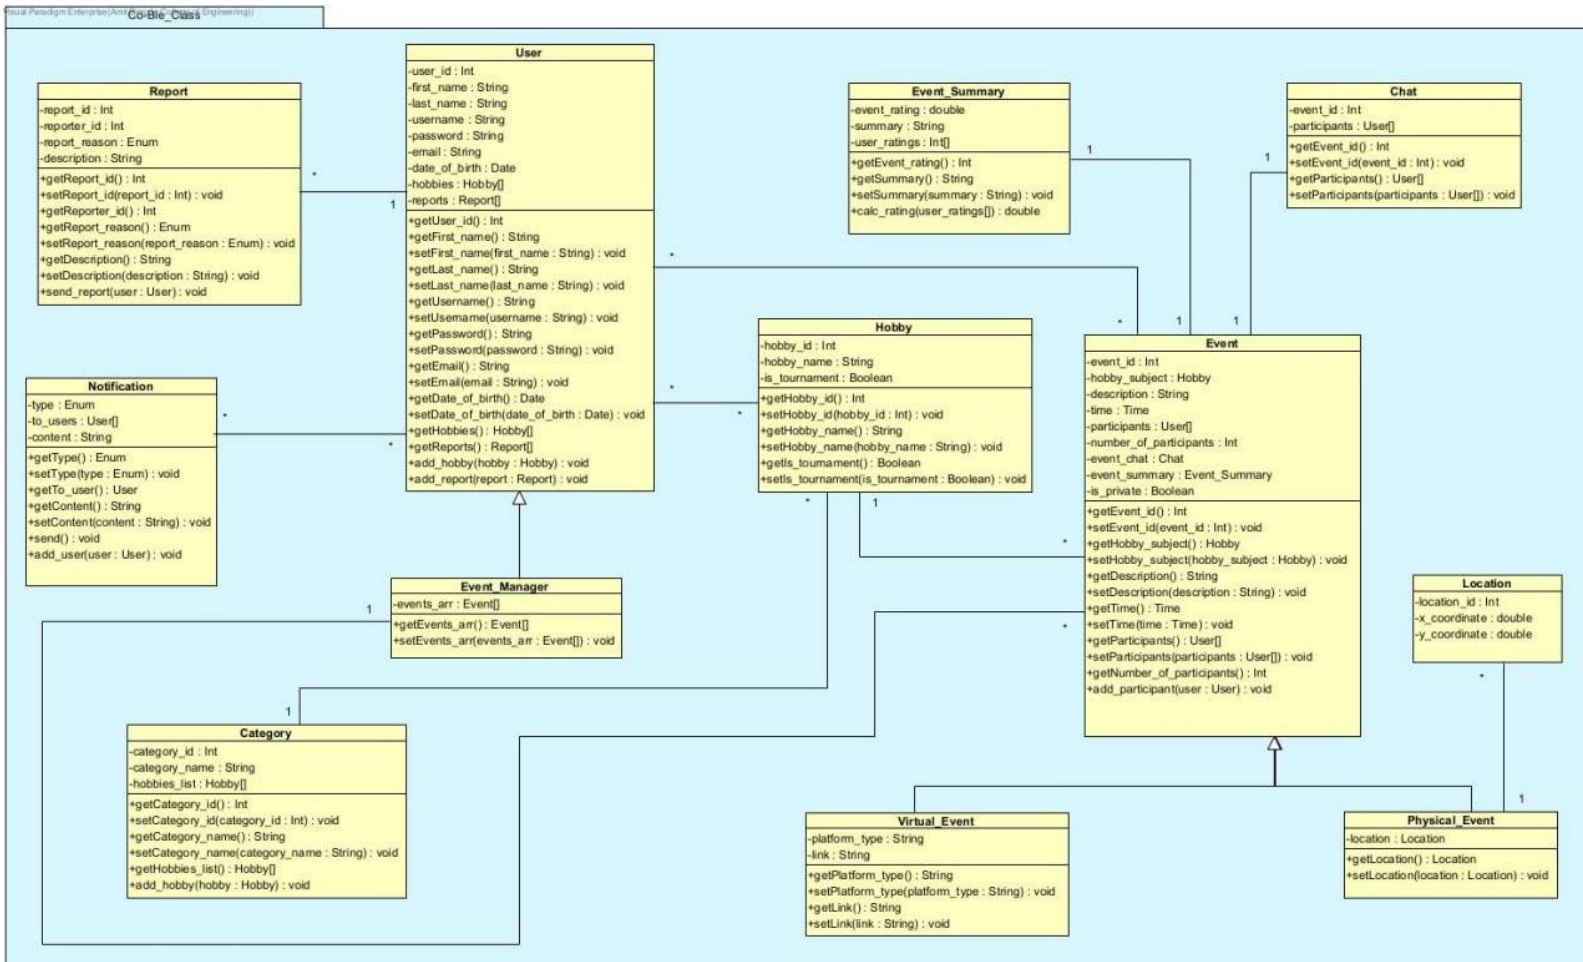 Visual Paradigm Enterprise
Co-Bie_Class
User
-user_id : Int
-first_name : String
-last_name : String
-username : String
-password : String
-email : String
-date_of_birth : Date
-hobbies : Hobby[]
-reports : Report[]
+getUser_id() : Int
+getFirst_name() : String
+setFirst_name(first_name : String) : void
+getLast_name() : String
+setLast_name(last_name : String) : void
+getUsername() : String
+setUsername(username : String) : void
+getPassword() : String
+setPassword(password : String) : void
+getEmail() : String
+setEmail(email : String) : void
+getDate_of_birth() : Date
+setDate_of_birth(date_of_birth : Date) : void
+getHobbies() : Hobby[]
+getReports() : Report[]
+add_hobby(hobby : Hobby) : void
+add_report(report : Report) : void
Report
-report_id : Int
-reporter_id : Int
-report_reason : Enum
-description : String
+getReport_id() : Int
+setReport_id(report_id : Int) : void
+getReporter_id() : Int
+getReport_reason() : Enum
+setReport_reason(report_reason : Enum) : void
+getDescription() : String
+setDescription(description : String) : void
+send_report(user : User) : void
*
1
Event_Summary
-event_rating : double
-summary : String
-user_ratings : Int[]
+getEvent_rating() : Int
+getSummary() : String
+setSummary(summary : String) : void
+calc_rating(user_ratings[]) : double
1
1
Chat
-event_id : Int
-participants : User[]
+getEvent_id() : Int
+setEvent_id(event_id : Int) : void
+getParticipants() : User[]
+setParticipants(participants : User[]) : void
1
1
*
*
Hobby
-hobby_id : Int
-hobby_name : String
-is_tournament : Boolean
+getHobby_id() : Int
+setHobby_id(hobby_id : Int) : void
+getHobby_name() : String
+setHobby_name(hobby_name : String) : void
+getIs_tournament() : Boolean
+setIs_tournament(is_tournament : Boolean) : void
*
*
*
1
*
Event
-event_id : Int
-hobby_subject : Hobby
-description : String
-time : Time
-participants : User[]
-number_of_participants : Int
-event_chat : Chat
-event_summary : Event_Summary
-is_private : Boolean
+getEvent_id() : Int
+setEvent_id(event_id : Int) : void
+getHobby_subject() : Hobby
+setHobby_subject(hobby_subject : Hobby) : void
+getDescription() : String
+setDescription(description : String) : void
+getTime() : Time
+setTime(time : Time) : void
+getParticipants() : User[]
+setParticipants(participants : User[]) : void
+getNumber_of_participants() : Int
+add_participant(user : User) : void
*
Notification
-type : Enum
-to_users : User[]
-content : String
+getType() : Enum
+setType(type : Enum) : void
+getTo_user() : User
+getContent() : String
+setContent(content : String) : void
+send() : void
+add_user(user : User) : void
*
*
Event_Manager
-events_arr : Event[]
+getEvents_arr() : Event[]
+setEvents_arr(events_arr : Event[]) : void
1
Location
-location_id : Int
-x_coordinate : double
-y_coordinate : double
*
1
Category
-category_id : Int
-category_name : String
-hobbies_list : Hobby[]
+getCategory_id() : Int
+setCategory_id(category_id : Int) : void
+getCategory_name() : String
+setCategory_name(category_name : String) : void
+getHobbies_list() : Hobby[]
+add_hobby(hobby : Hobby) : void
1
Virtual_Event
-platform_type : String
-link : String
+getPlatform_type() : String
+setPlatform_type(platform_type : String) : void
+getLink() : String
+setLink(link : String) : void
Physical_Event
-location : Location
+getLocation() : Location
+setLocation(location : Location) : void